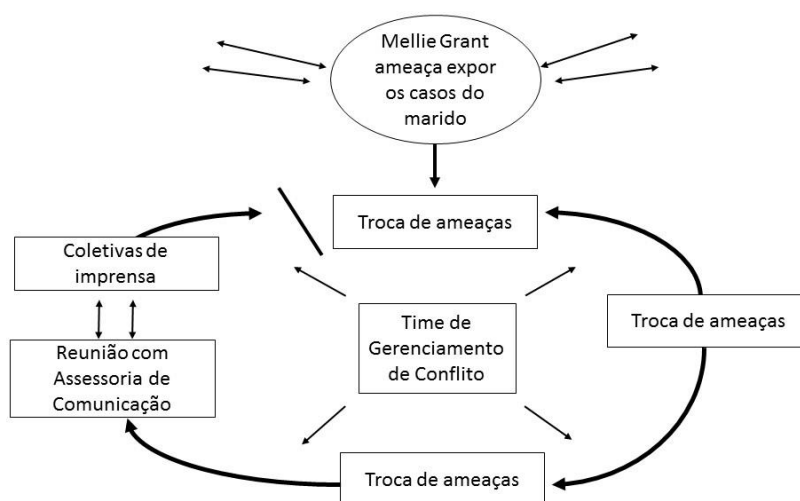 Mellie Grant
ameaça expor
os casos do
marido
Troca de ameaças
Coletivas de
imprensa
Troca de ameaças
Time de
Gerenciamento
de Conflito
Reunião com
Assessoria de
Comunicação
Troca de ameaças